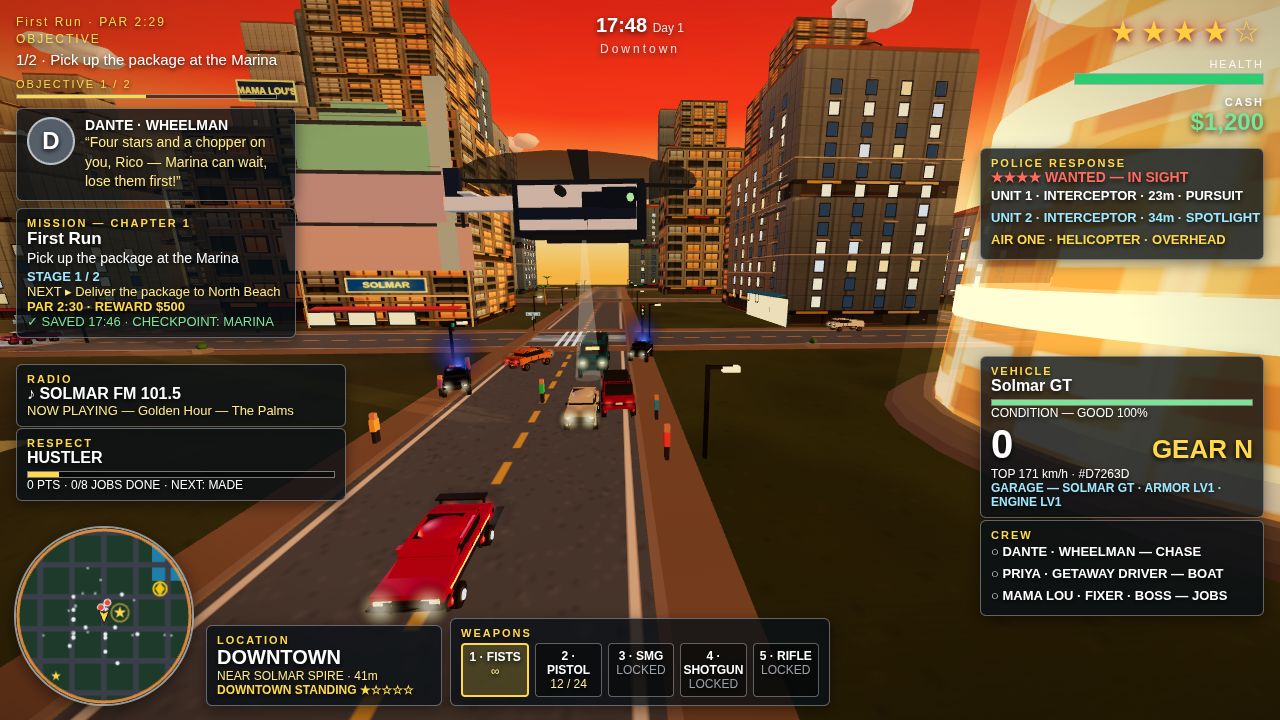 First Run · PAR 2:29
OBJECTIVE
1/2 · Pick up the package at the Marina
OBJECTIVE 1 / 2
MAMA LOU'S
D
DANTE · WHEELMAN
“Four stars and a chopper on
you, Rico — Marina can wait,
lose them first!”
MISSION — CHAPTER 1
First Run
Pick up the package at the Marina
STAGE 1 / 2
NEXT ▸ Deliver the package to North Beach
PAR 2:30 · REWARD $500
✓ SAVED 17:46 · CHECKPOINT: MARINA
RADIO
♪ SOLMAR FM 101.5
NOW PLAYING — Golden Hour — The Palms
RESPECT
HUSTLER
0 PTS · 0/8 JOBS DONE · NEXT: MADE
17:48 Day 1
Downtown
SOLMAR
LOCATION
DOWNTOWN
NEAR SOLMAR SPIRE · 41m
DOWNTOWN STANDING ★☆☆☆☆
WEAPONS
1 · FISTS
∞
2 · PISTOL
12 / 24
3 · SMG
LOCKED
4 · SHOTGUN
LOCKED
5 · RIFLE
LOCKED
★★★★☆
HEALTH
CASH
$1,200
POLICE RESPONSE
★★★★ WANTED — IN SIGHT
UNIT 1 · INTERCEPTOR · 23m · PURSUIT
UNIT 2 · INTERCEPTOR · 34m · SPOTLIGHT
AIR ONE · HELICOPTER · OVERHEAD
VEHICLE
Solmar GT
CONDITION — GOOD 100%
0 GEAR N
TOP 171 km/h · #D7263D
GARAGE — SOLMAR GT · ARMOR LV1 ·
ENGINE LV1
CREW
○ DANTE · WHEELMAN — CHASE
○ PRIYA · GETAWAY DRIVER — BOAT
○ MAMA LOU · FIXER · BOSS — JOBS